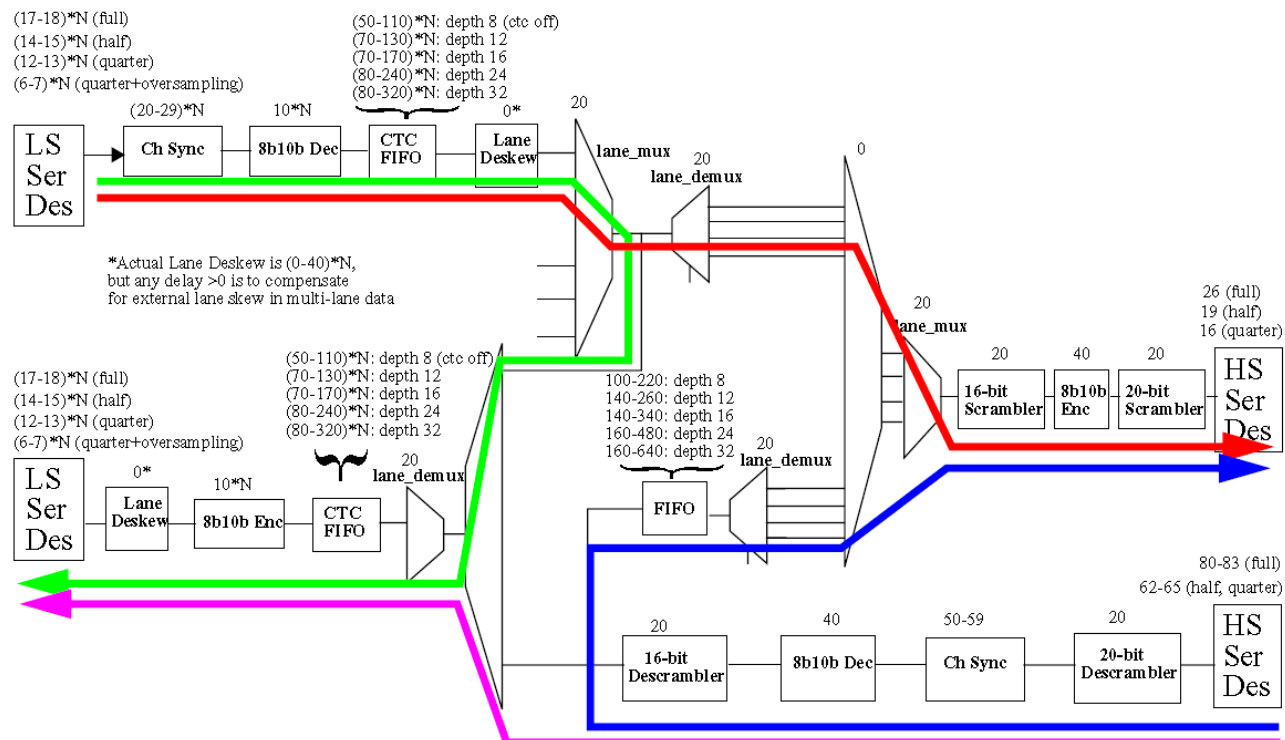 (17-18)*N (full)
(14-15)*N (half)
(12-13)*N (quarter)
(6-7)*N (quarter+oversampling)
(50-110)*N: depth 8 (ctc off)
(70-130)*N: depth 12
(70-170)*N: depth 16
(80-240)*N: depth 24
(80-320)*N: depth 32
(20-29)*N
10*N
0*
20
LS
Ser
Des
Ch Sync
8b10b Dec
CTC
FIFO
Lane
Deskew
lane_mux
20
lane_demux
0
*Actual Lane Deskew is (0-40)*N,
but any delay >0 is to compensate
for external lane skew in multi-lane data
20
lane_mux
26 (full)
19 (half)
16 (quarter)
20
40
20
16-bit
Scrambler
8b10b
Enc
20-bit
Scrambler
HS
Ser
Des
(17-18)*N (full)
(14-15)*N (half)
(12-13)*N (quarter)
(6-7)*N (quarter+oversampling)
(50-110)*N: depth 8 (ctc off)
(70-130)*N: depth 12
(70-170)*N: depth 16
(80-240)*N: depth 24
(80-320)*N: depth 32
100-220: depth 8
140-260: depth 12
140-340: depth 16
160-480: depth 24
160-640: depth 32
0*
10*N
20
lane_demux
20
lane_demux
LS
Ser
Des
Lane
Deskew
8b10b Enc
CTC
FIFO
FIFO
80-83 (full)
62-65 (half, quarter)
20
40
50-59
20
16-bit
Descrambler
8b10b Dec
Ch Sync
20-bit
Descrambler
HS
Ser
Des